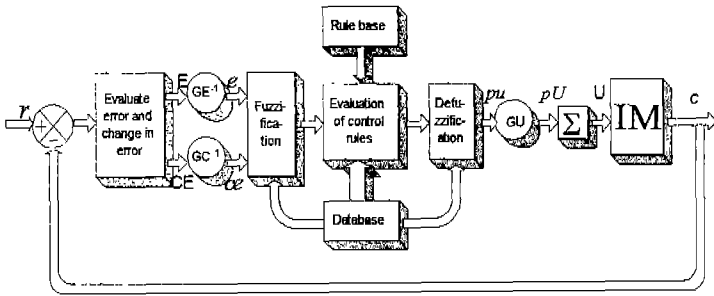 Rule base
r
Evaluate
error and
change in
error
E
GE-1
e
CE
GC-1
ce
Fuzzi-
fica-
tion
Evaluation
of control
rules
Defu-
zzific-
ation
pu
GU
pU
Σ
U
IM
c
Database